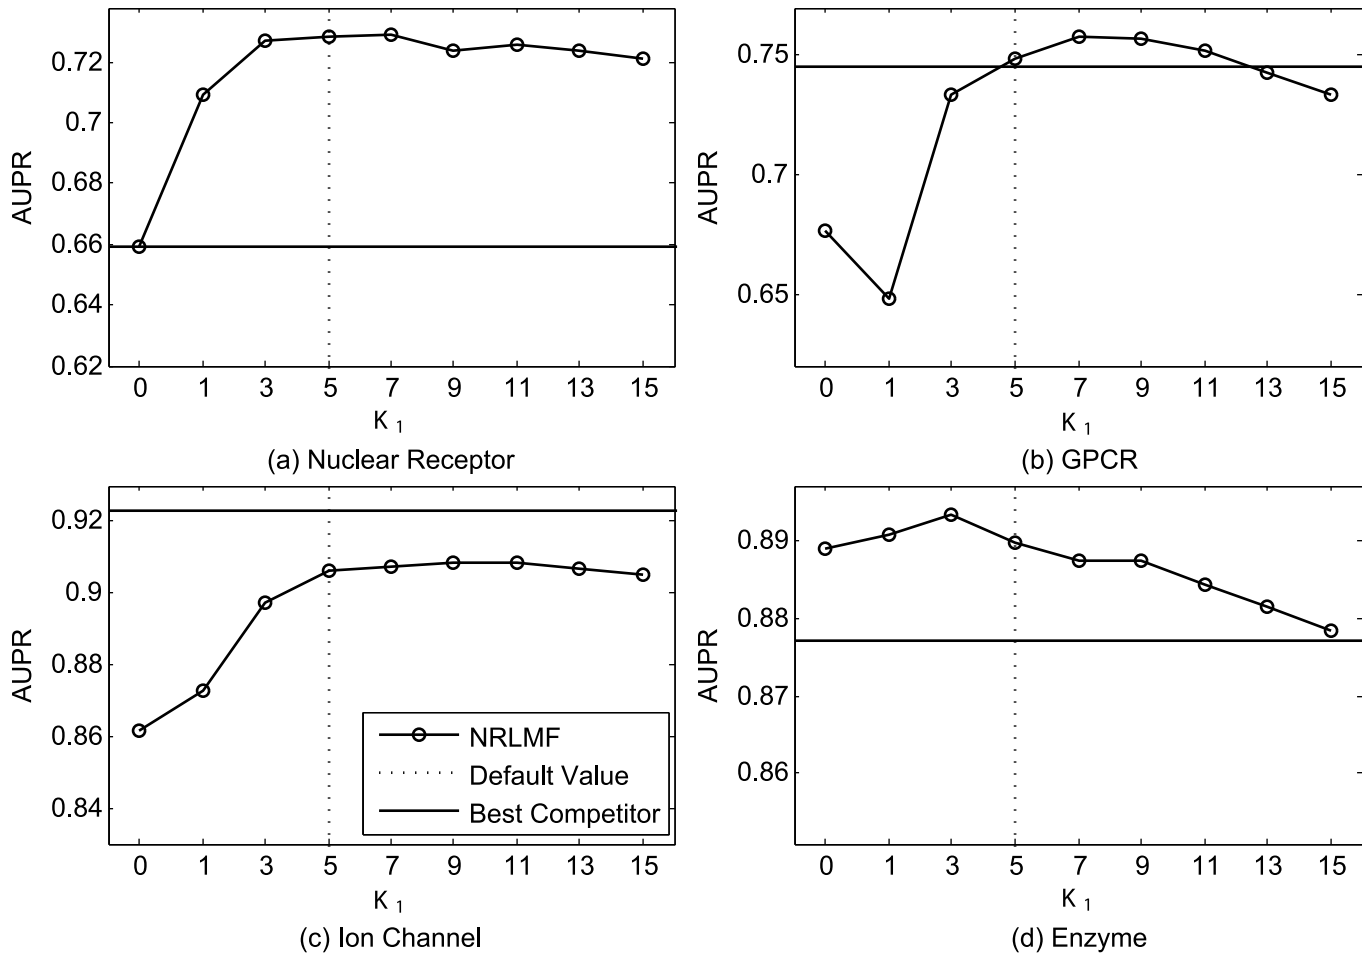 AUPR
0.72
0.7
0.68
0.66
0.64
0.62
0 1 3 5 7 9 11 13 15
K 1
(a) Nuclear Receptor
AUPR
0.75
0.7
0.65
0 1 3 5 7 9 11 13 15
K 1
(b) GPCR
AUPR
0.92
0.9
0.88
0.86
0.84
NRLMF
Default Value
Best Competitor
0 1 3 5 7 9 11 13 15
K 1
(c) Ion Channel
AUPR
0.89
0.88
0.87
0.86
0 1 3 5 7 9 11 13 15
K 1
(d) Enzyme